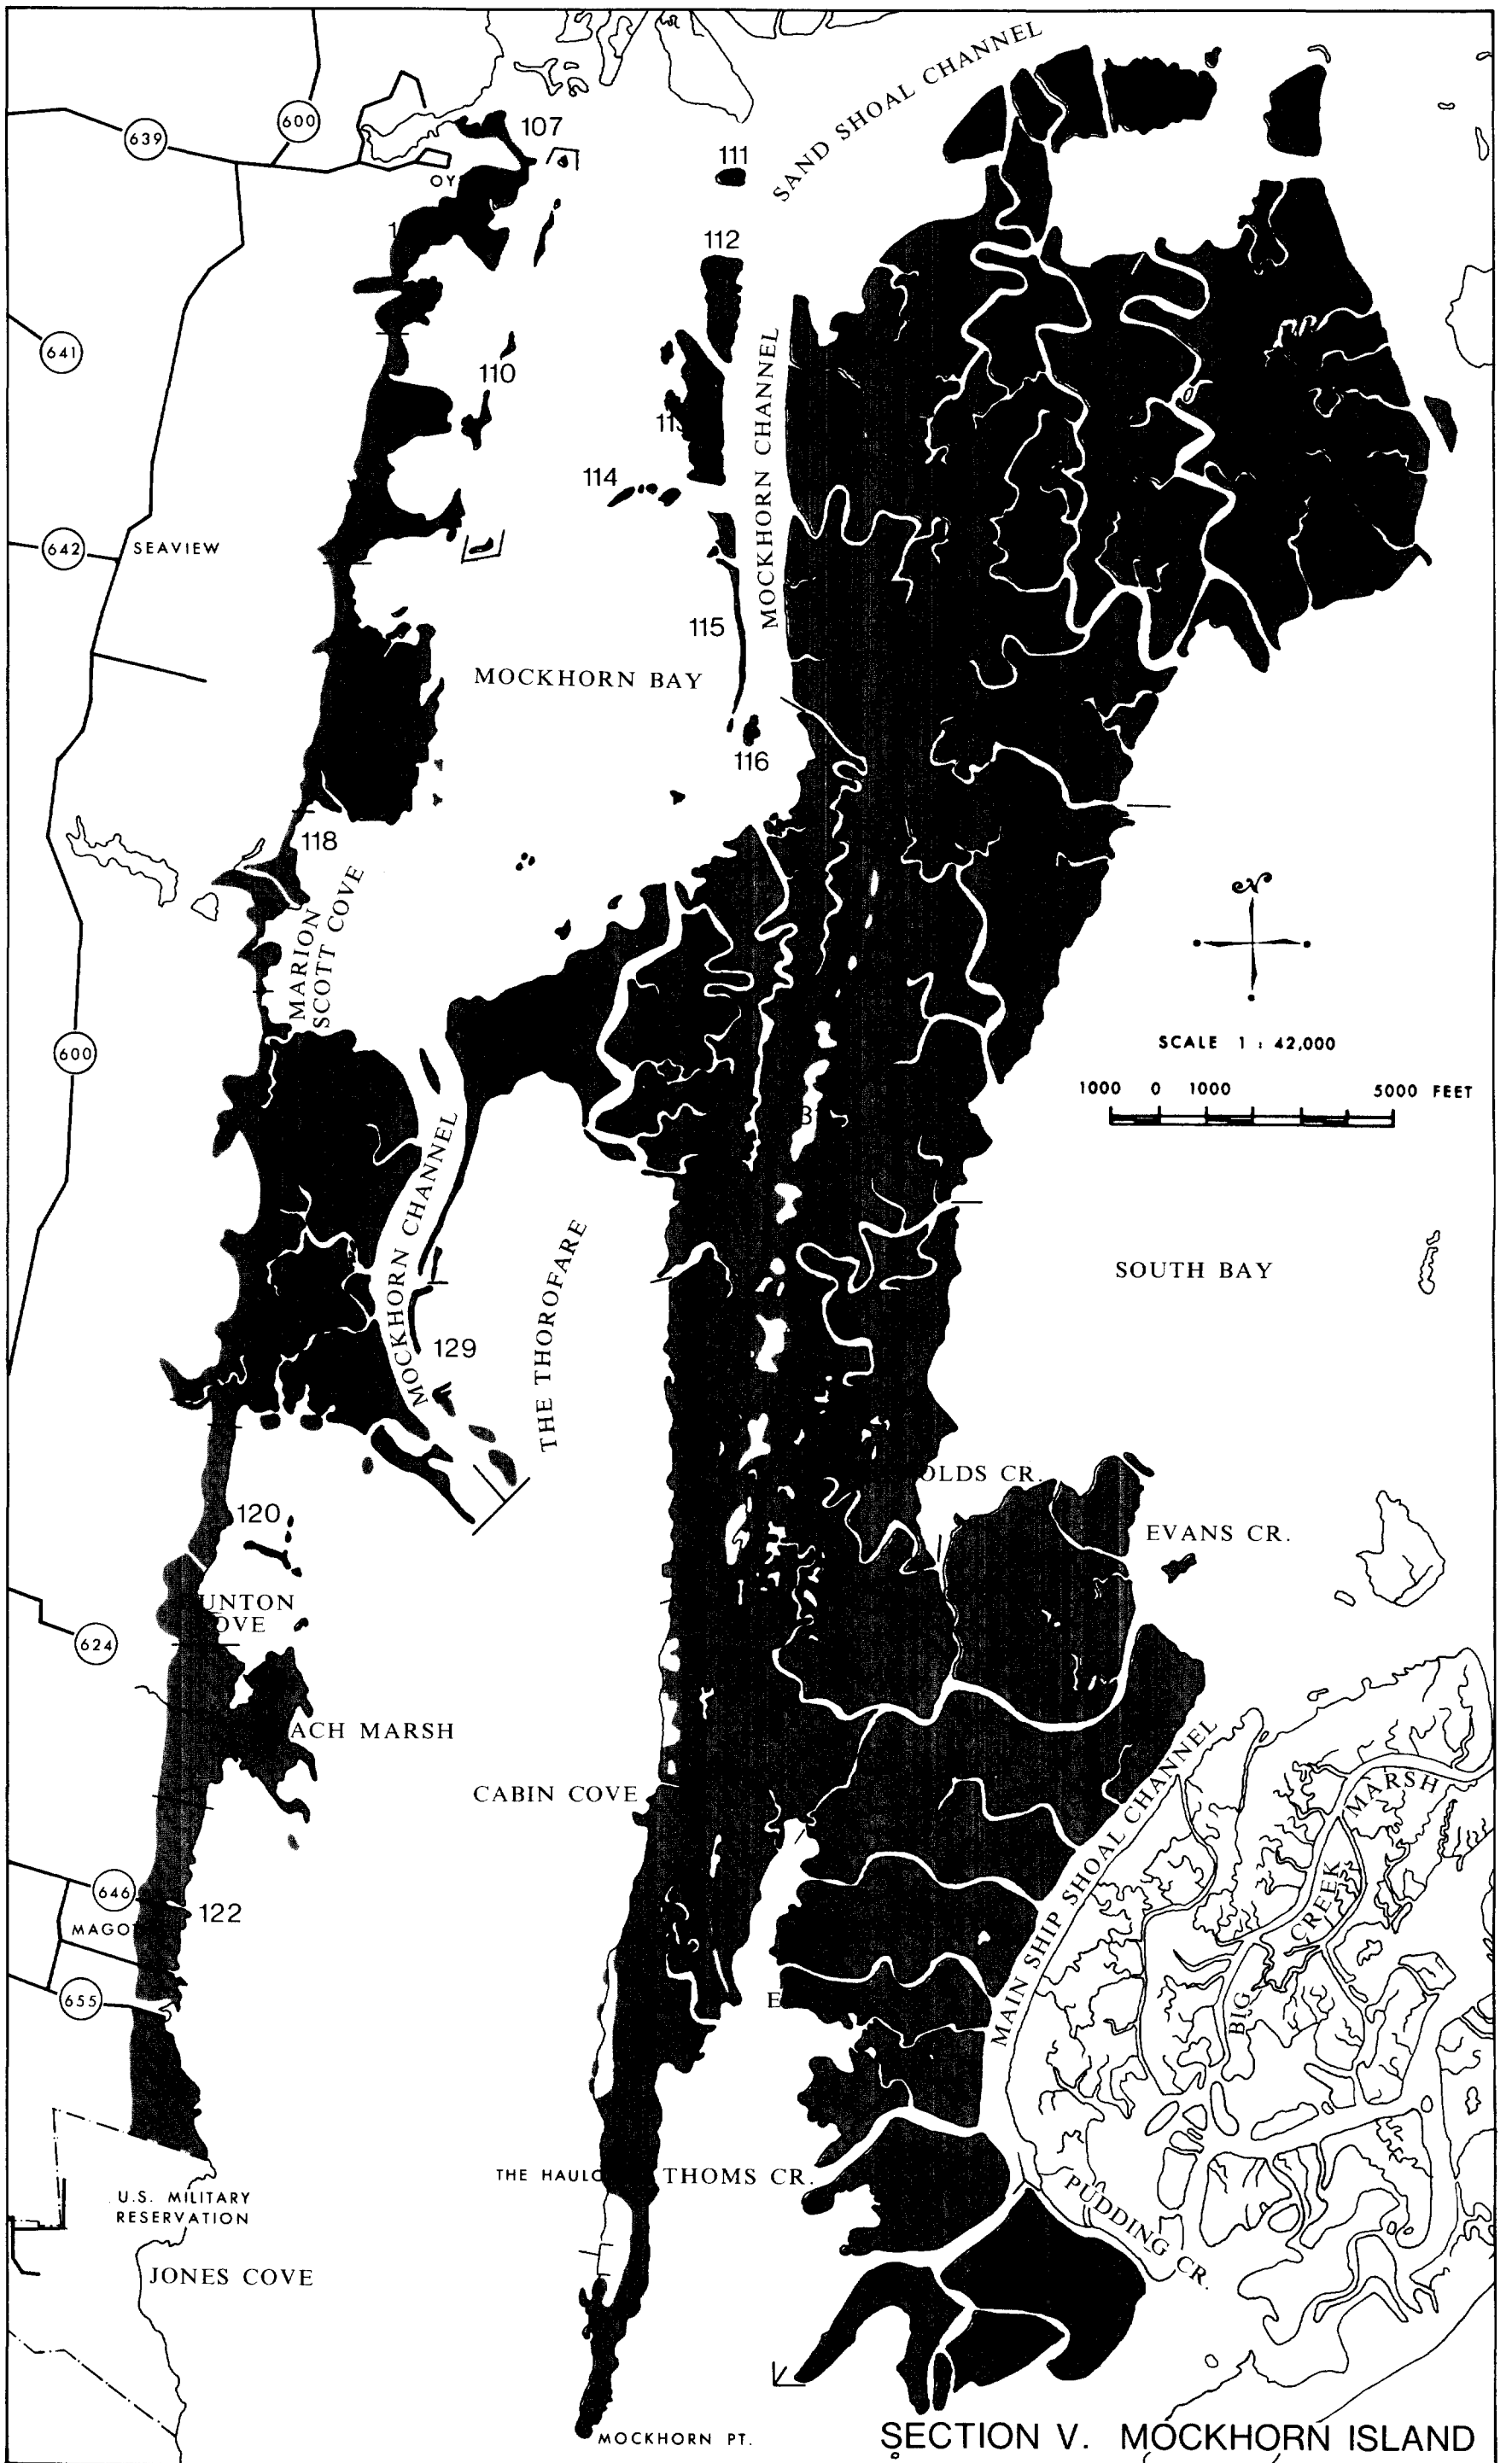 SAND SHOAL CHANNEL
600
639
107
111
OY
112
641
110
MOCKHORN CHANNEL
114
642
SEAVIEW
115
MOCKHORN BAY
116
118
MARION
SCOTT COVE
600
SCALE 1 : 42,000
1000 0 1000 5000 FEET
MOCKHORN CHANNEL
THE THOROFARE
SOUTH BAY
129
OLDS CR.
120
EVANS CR.
UNTON
OVE
624
ACH MARSH
CABIN COVE
MAIN SHIP SHOAL CHANNEL
MARSH
CREEK
BIG
646
122
MAGO
655
E
THE HAULO
THOMS CR.
PUDDING CR.
U.S. MILITARY
RESERVATION
JONES COVE
MOCKHORN PT.
SECTION V. MOCKHORN ISLAND